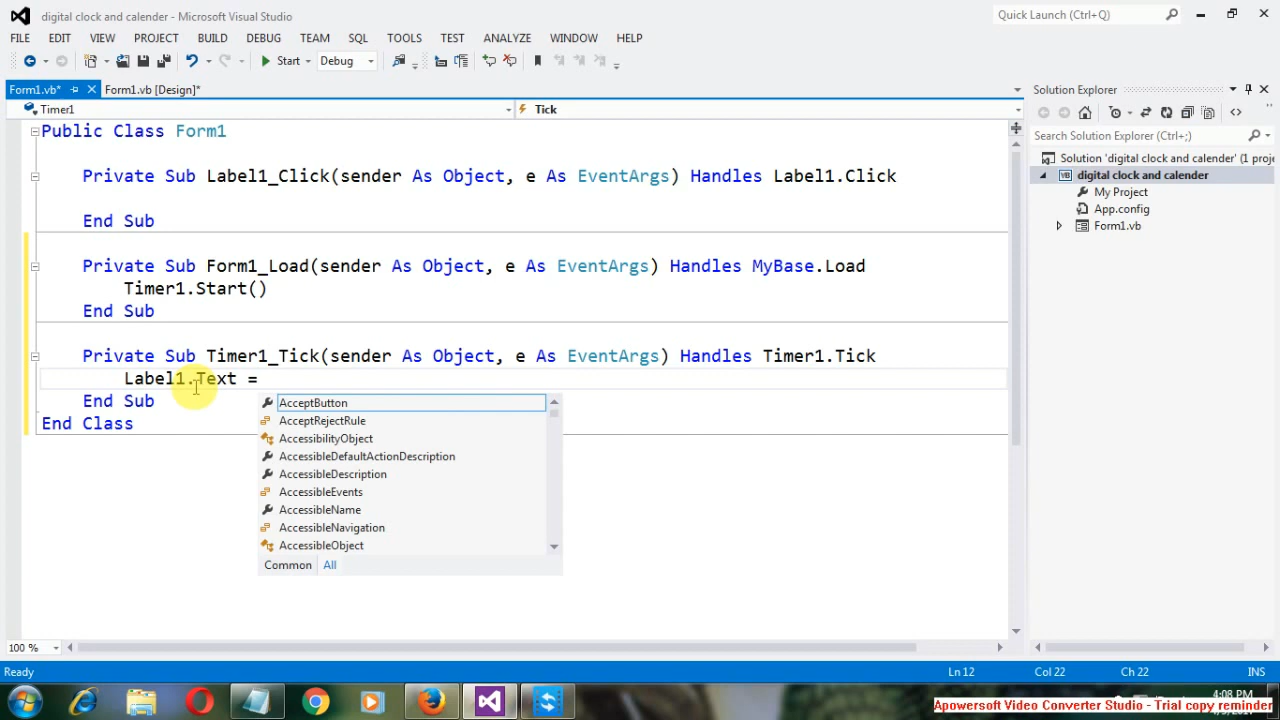 digital clock and calender - Microsoft Visual Studio
Quick Launch (Ctrl+Q)
FILE EDIT VIEW PROJECT BUILD DEBUG TEAM SQL TOOLS TEST ANALYZE WINDOW HELP
Start Debug
Form1.vb* Form1.vb [Design]*
Timer1 Tick
Public Class Form1
Private Sub Label1_Click(sender As Object, e As EventArgs) Handles Label1.Click
End Sub
Private Sub Form1_Load(sender As Object, e As EventArgs) Handles MyBase.Load
Timer1.Start()
End Sub
Private Sub Timer1_Tick(sender As Object, e As EventArgs) Handles Timer1.Tick
Label1.Text =
End Sub
End Class
AcceptButton
AcceptRejectRule
AccessibilityObject
AccessibleDefaultActionDescription
AccessibleDescription
AccessibleEvents
AccessibleName
AccessibleNavigation
AccessibleObject
Common All
Solution Explorer
Search Solution Explorer (Ctrl+;)
Solution 'digital clock and calender' (1 proje
VB digital clock and calender
My Project
App.config
Form1.vb
100 %
Ready Ln 12 Col 22 Ch 22 INS
4:08 PM
Apowersoft Video Converter Studio - Trial copy reminder